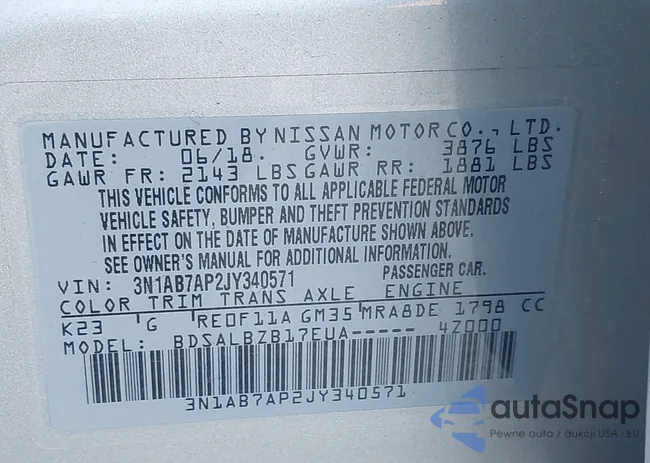 MANUFACTURED BY NISSAN MOTOR CO., LTD.
DATE: 06/18. GVWR: 3876 LBS
GAWR FR: 2143 LBS GAWR RR: 1881 LBS
THIS VEHICLE CONFORMS TO ALL APPLICABLE FEDERAL MOTOR
VEHICLE SAFETY, BUMPER AND THEFT PREVENTION STANDARDS
IN EFFECT ON THE DATE OF MANUFACTURE SHOWN ABOVE.
SEE OWNER'S MANUAL FOR ADDITIONAL INFORMATION.
VIN: 3N1AB7AP2JY340571 PASSENGER CAR.
COLOR TRIM TRANS AXLE ENGINE
K23 G RE0F11A GM35 MRA8DE 1798 CC
MODEL: BDSALBZB17EUA----- 4Z000
3N1AB7AP2JY340571
autaSnap
Pewne auta z aukcji USA - EU